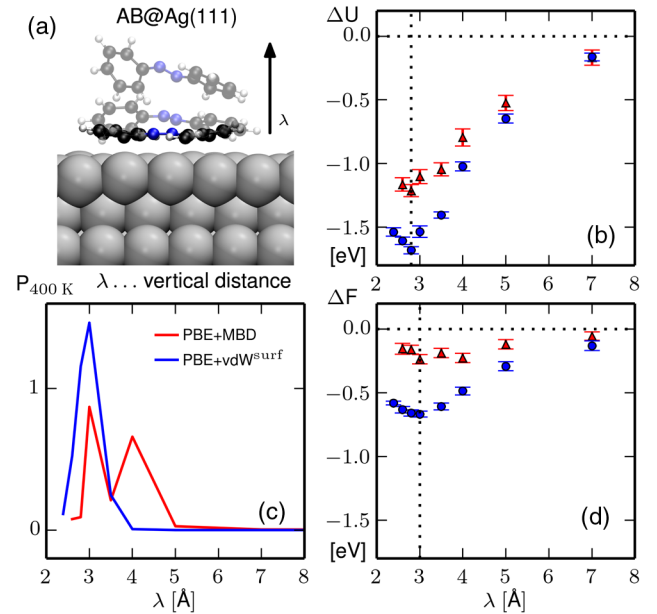 (a)
AB@Ag(111)
λ
λ ... vertical distance
ΔU
0.0
−0.5
−1.0
−1.5
[eV]
2 3 4 5 6 7 8
(b)
P400 K
1
0
PBE+MBD
PBE+vdWsurf
(c)
2 3 4 5 6 7 8
λ [Å]
ΔF
0.0
−0.5
−1.0
−1.5
[eV]
(d)
2 3 4 5 6 7 8
λ [Å]